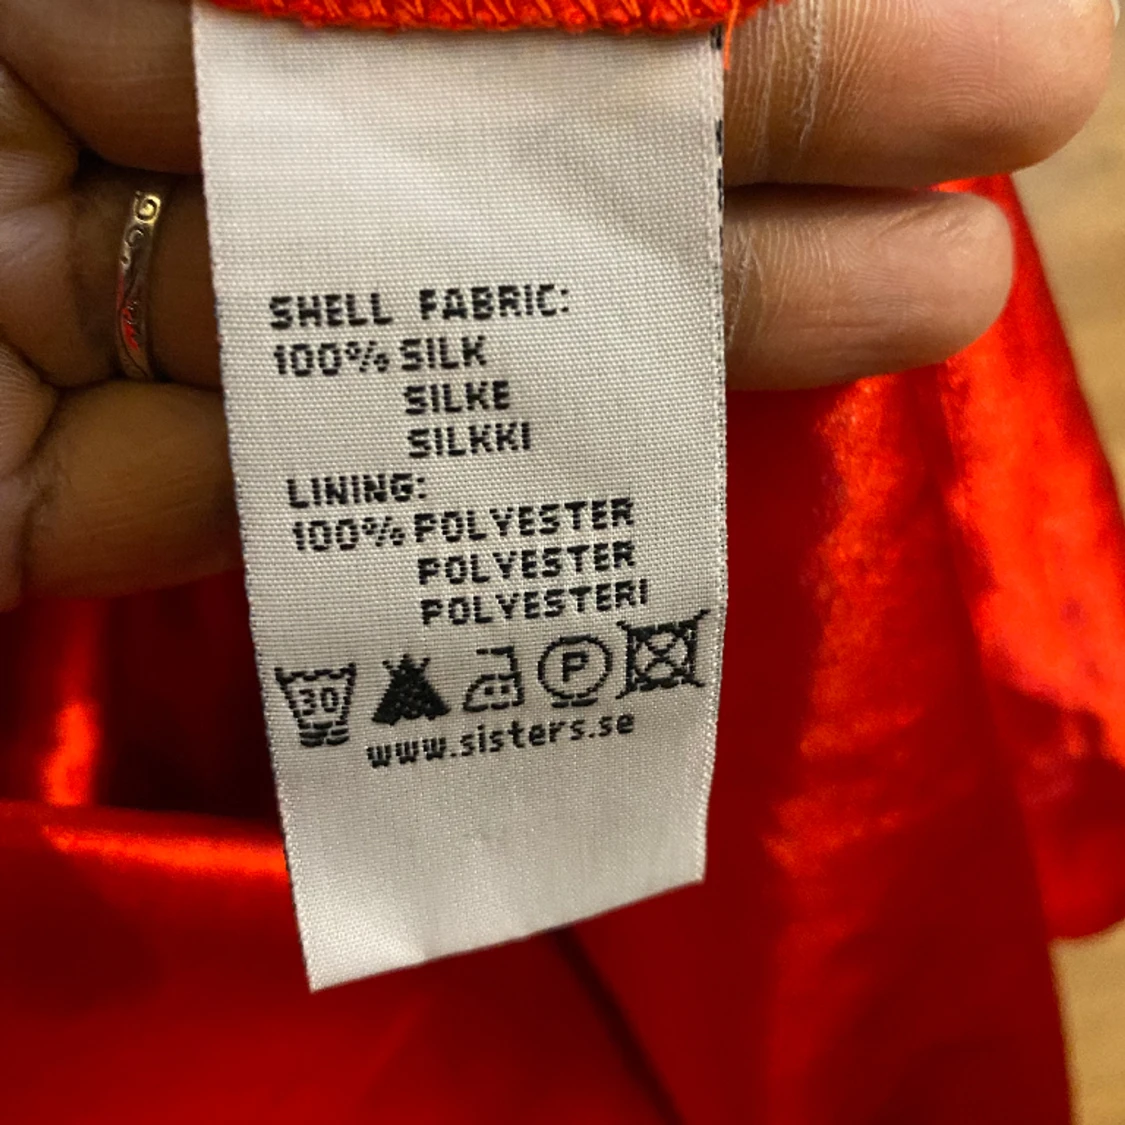 SHELL FABRIC:
100% SILK
SILKE
SILKKI
LINING:
100% POLYESTER
POLYESTER
POLYESTERI
30 P
www.sisters.se